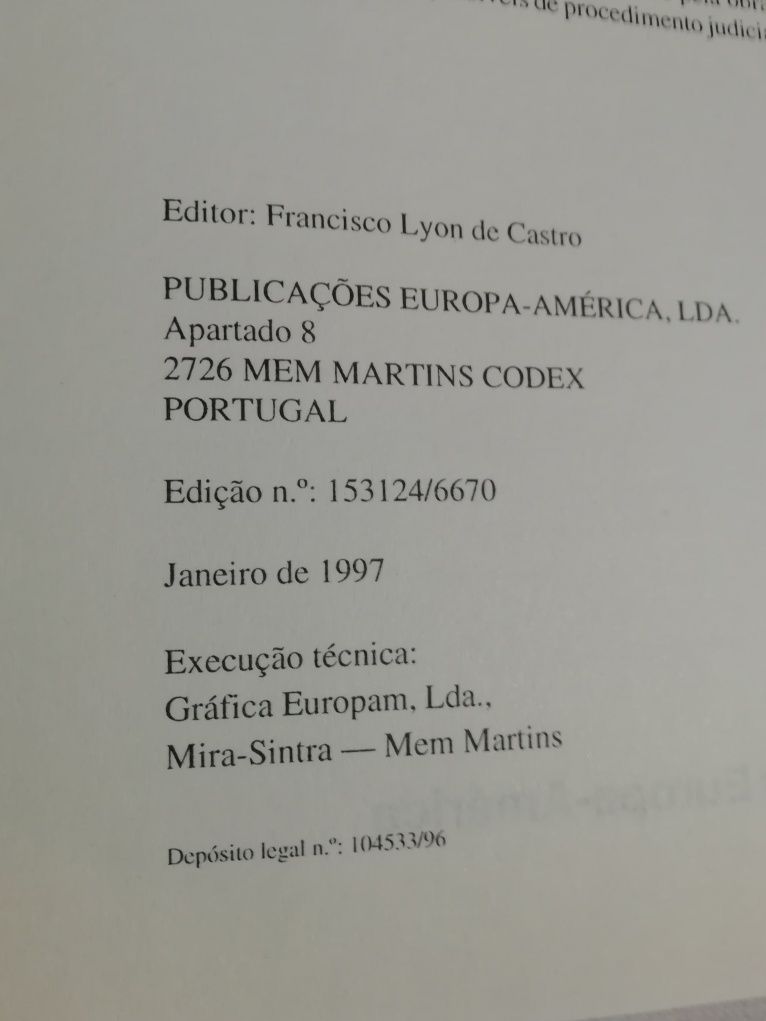 de procedimento
Editor: Francisco Lyon de Castro
PUBLICAÇÕES EUROPA-AMÉRICA, LDA.
Apartado 8
2726 MEM MARTINS CODEX
PORTUGAL
Edição n.º: 153124/6670
Janeiro de 1997
Execução técnica:
Gráfica Europam, Lda.,
Mira-Sintra — Mem Martins
Depósito legal n.º: 104533/96